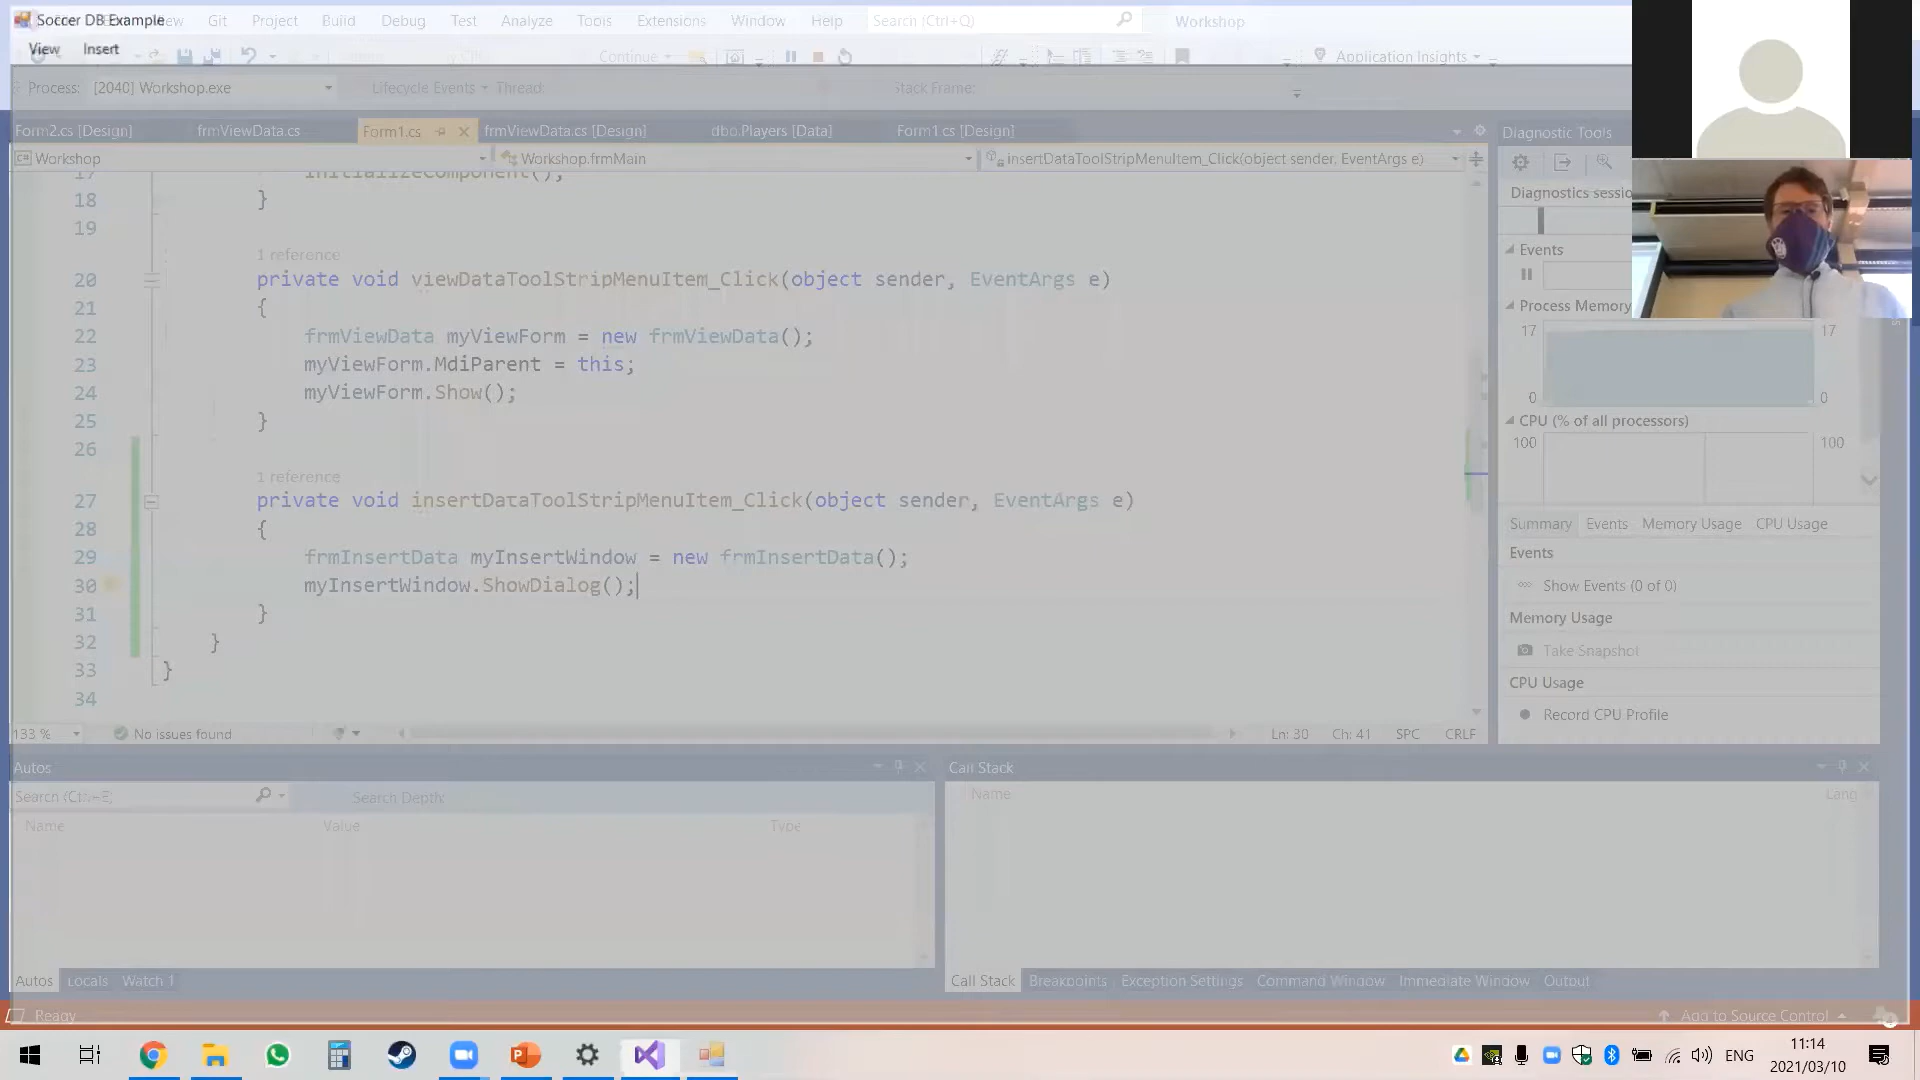 Soccer DB Example
View Git Project Build Debug Test Analyze Tools Extensions Window Help Search (Ctrl+Q) Workshop
View Insert
Continue Application Insights
Process: [2040] Workshop.exe Lifecycle Events Thread: Stack Frame:
Form2.cs [Design] frmViewData.cs Form1.cs frmViewData.cs [Design] dbo.Players [Data] Form1.cs [Design]
Workshop Workshop.frmMain insertDataToolStripMenuItem_Click(object sender, EventArgs e)
17 InitializeComponent();
18 }
19
1 reference
20 private void viewDataToolStripMenuItem_Click(object sender, EventArgs e)
21 {
22 frmViewData myViewForm = new frmViewData();
23 myViewForm.MdiParent = this;
24 myViewForm.Show();
25 }
26
1 reference
27 private void insertDataToolStripMenuItem_Click(object sender, EventArgs e)
28 {
29 frmInsertData myInsertWindow = new frmInsertData();
30 myInsertWindow.ShowDialog();
31 }
32 }
33 }
34
133 % No issues found Ln: 30 Ch: 41 SPC CRLF
Diagnostic Tools
Diagnostics sessio
Events
Process Memory
17 17
0 0
CPU (% of all processors)
100 100
Summary Events Memory Usage CPU Usage
Events
Show Events (0 of 0)
Memory Usage
Take Snapshot
CPU Usage
Record CPU Profile
Autos
Search (Ctrl+E) Search Depth:
Name Value Type
Autos Locals Watch 1
Call Stack
Name Lang
Call Stack Breakpoints Exception Settings Command Window Immediate Window Output
Ready Add to Source Control
ENG 11:14
2021/03/10